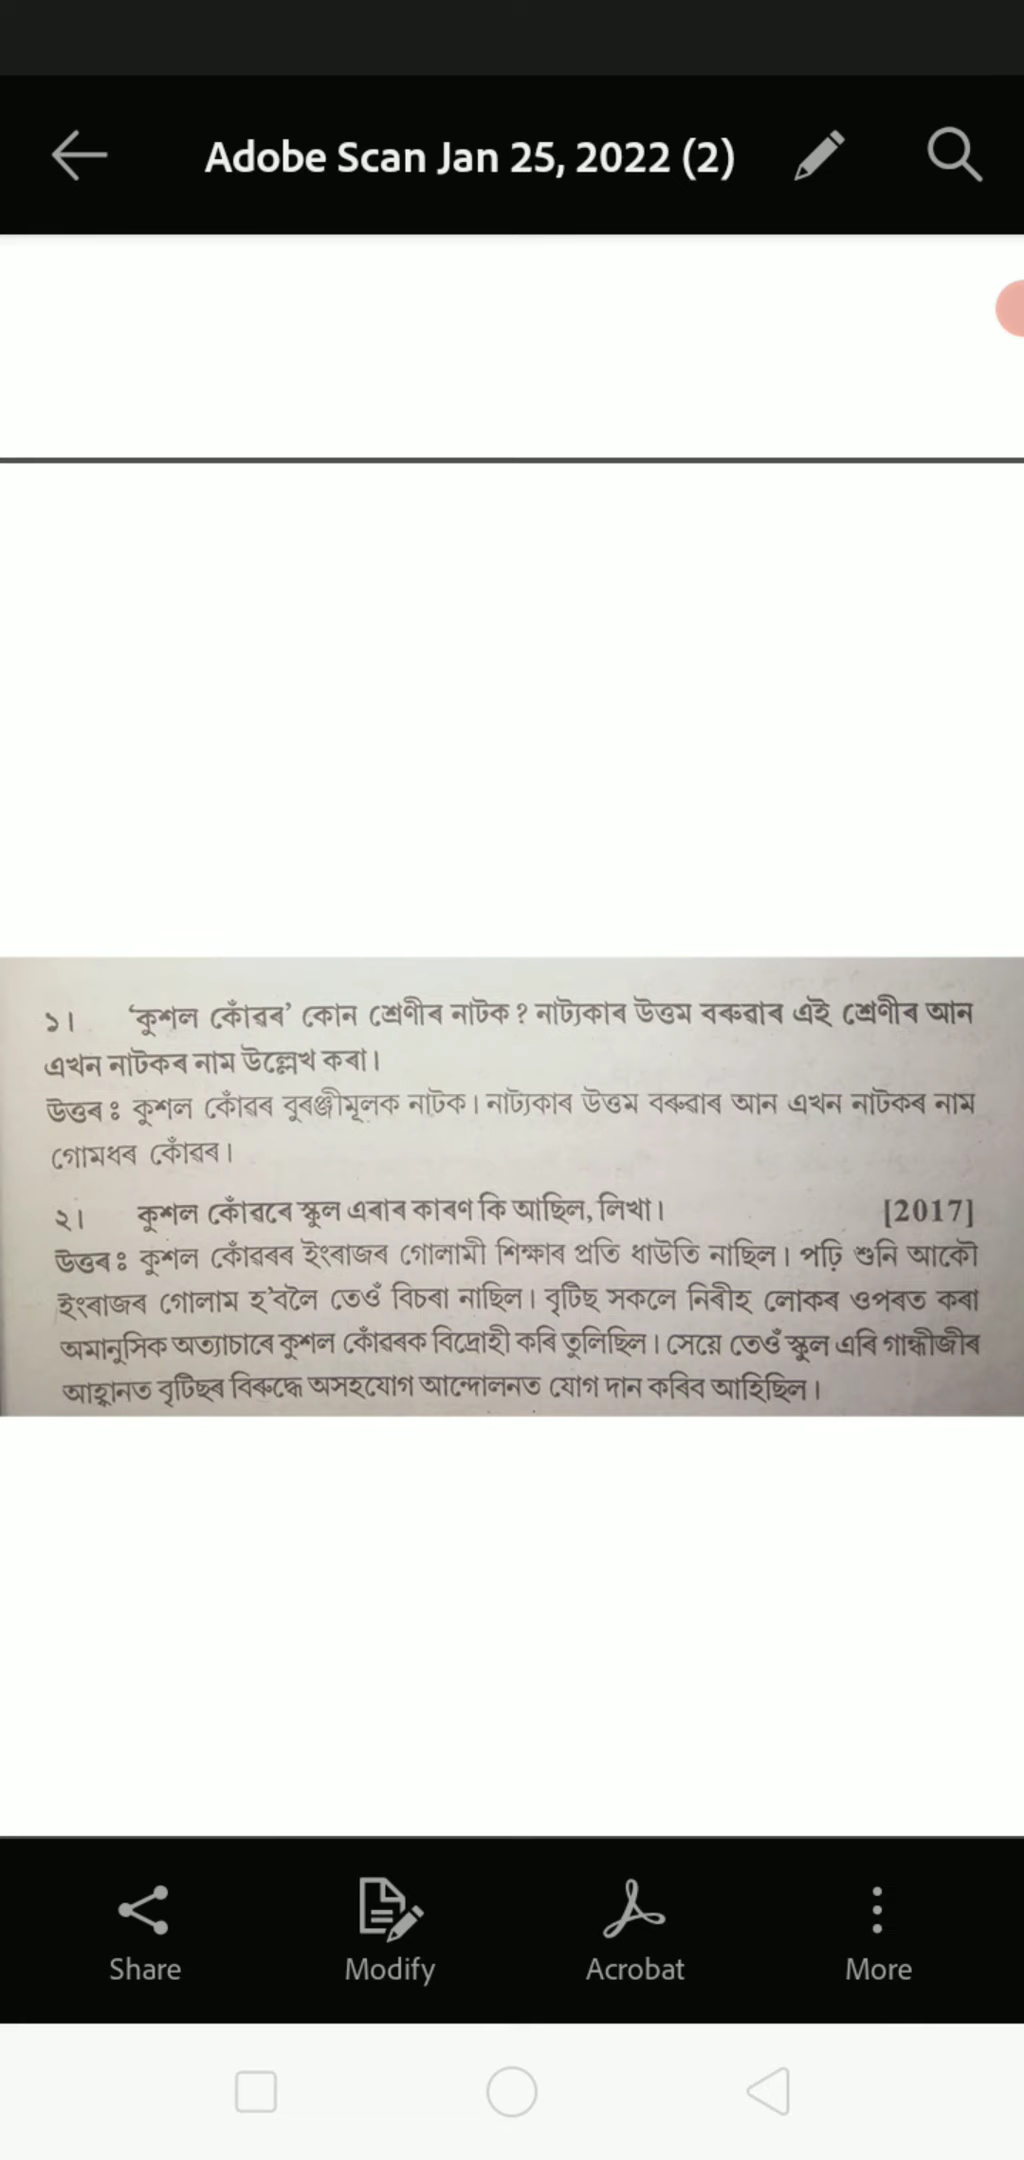 Adobe Scan Jan 25, 2022 (2)
১। ‘কুশল কোঁৱৰ’ কোন শ্ৰেণীৰ নাটক ? নাট্যকাৰ উত্তম বৰুৱাৰ এই শ্ৰেণীৰ আন
এখন নাটকৰ নাম উল্লেখ কৰা।
উত্তৰ ঃ কুশল কোঁৱৰ বুৰঞ্জীমূলক নাটক। নাট্যকাৰ উত্তম বৰুৱাৰ আন এখন নাটকৰ নাম
গোমধৰ কোঁৱৰ।
২। কুশল কোঁৱৰে স্কুল এৰাৰ কাৰণ কি আছিল, লিখা। [2017]
উত্তৰ ঃ কুশল কোঁৱৰৰ ইংৰাজৰ গোলামী শিক্ষাৰ প্ৰতি ধাউতি নাছিল। পঢ়ি শুনি আকৌ
ইংৰাজৰ গোলাম হ’বলৈ তেওঁ বিচৰা নাছিল। বৃটিছ সকলে নিৰীহ লোকৰ ওপৰত কৰা
অমানুসিক অত্যাচাৰে কুশল কোঁৱৰক বিদ্ৰোহী কৰি তুলিছিল। সেয়ে তেওঁ স্কুল এৰি গান্ধীজীৰ
আহ্বানত বৃটিছৰ বিৰুদ্ধে অসহযোগ আন্দোলনত যোগ দান কৰিব আহিছিল।
Share Modify Acrobat More